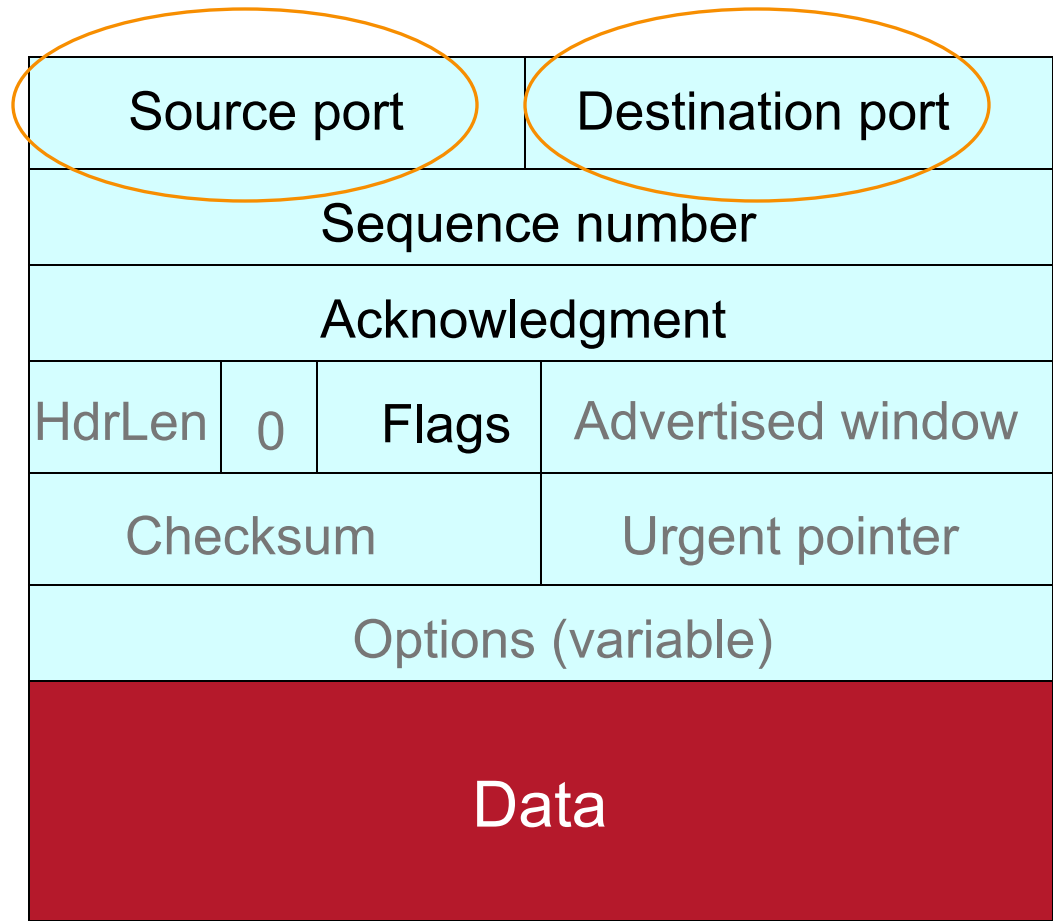 Source port Destination port
Sequence number
Acknowledgment
HdrLen 0 Flags Advertised window
Checksum Urgent pointer
Options (variable)
Data